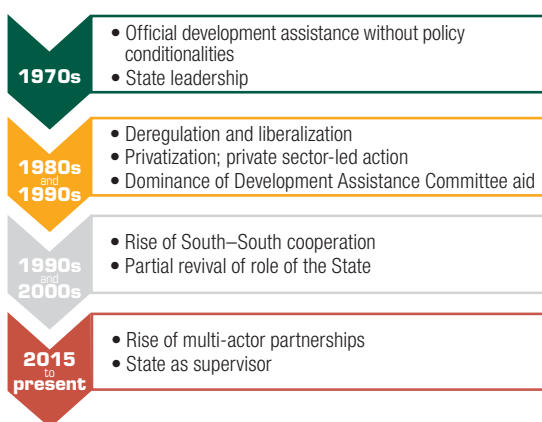 1970s
• Official development assistance without policy
conditionalities
• State leadership
1980s
and
1990s
• Deregulation and liberalization
• Privatization; private sector-led action
• Dominance of Development Assistance Committee aid
1990s
and
2000s
• Rise of South–South cooperation
• Partial revival of role of the State
2015
to
present
• Rise of multi-actor partnerships
• State as supervisor